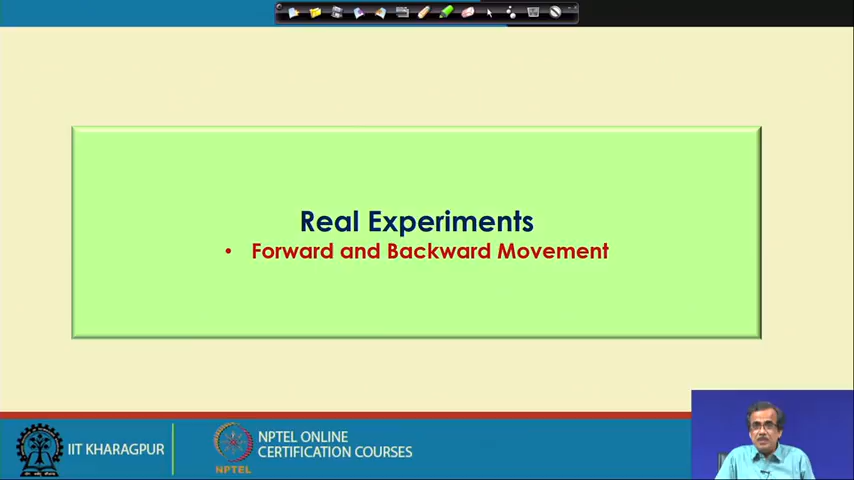 Real Experiments
• Forward and Backward Movement
IIT KHARAGPUR
NPTEL
NPTEL ONLINE
CERTIFICATION COURSES